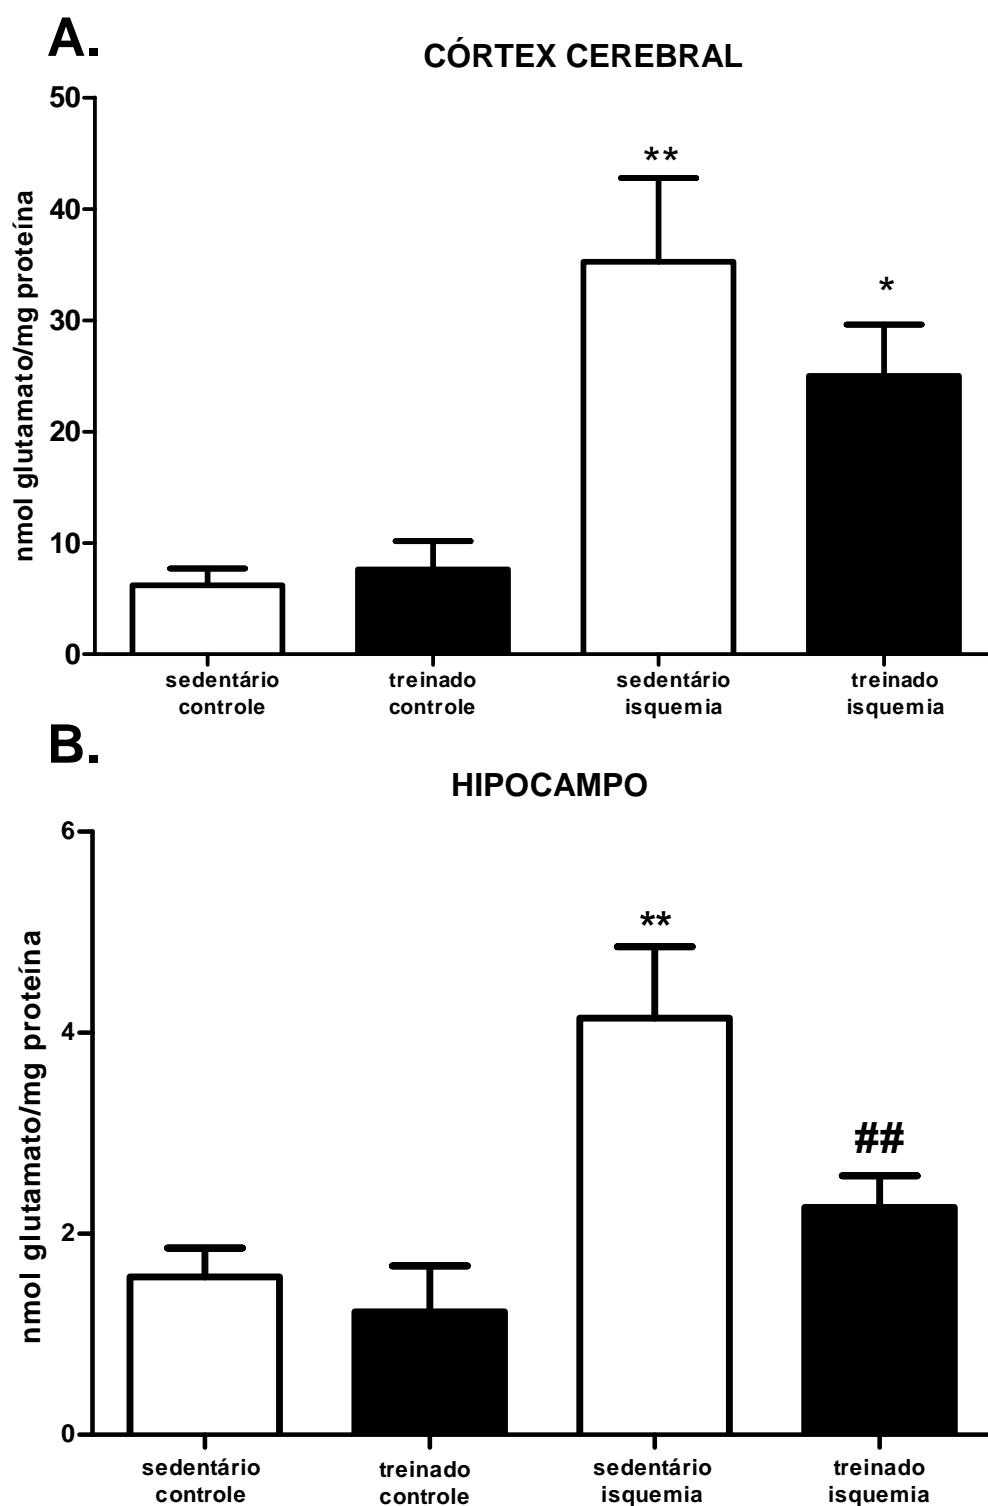 A.
CÓRTEX CEREBRAL
nmol glutamato/mg proteína
50
40
30
20
10
0
**
*
sedentário
controle
treinado
controle
sedentário
isquemia
treinado
isquemia
B.
HIPOCAMPO
nmol glutamato/mg proteína
6
4
2
0
**
##
sedentário
controle
treinado
controle
sedentário
isquemia
treinado
isquemia